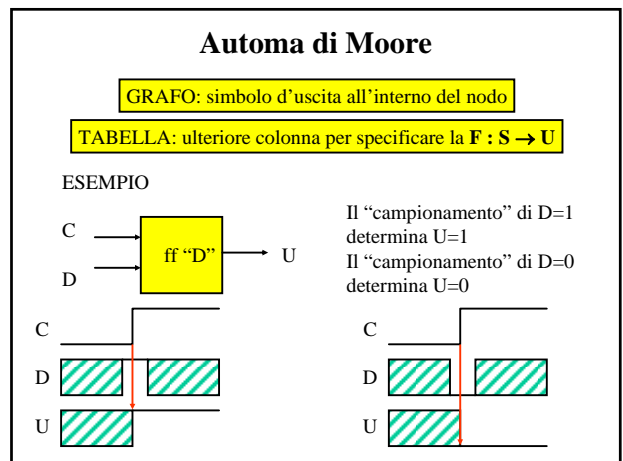 Automa di Moore
GRAFO: simbolo d'uscita all'interno del nodo
TABELLA: ulteriore colonna per specificare la F : S → U
ESEMPIO
C
D
ff “D”
U
Il “campionamento” di D=1
determina U=1
Il “campionamento” di D=0
determina U=0
C
D
U
C
D
U